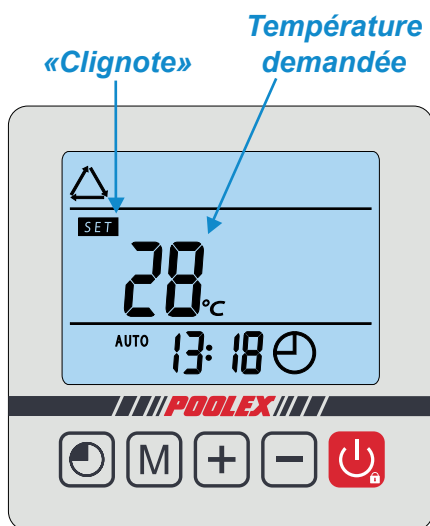 Température
«Clignote» demandée
SET
28°C
AUTO 13:18
POOLEX
M + −